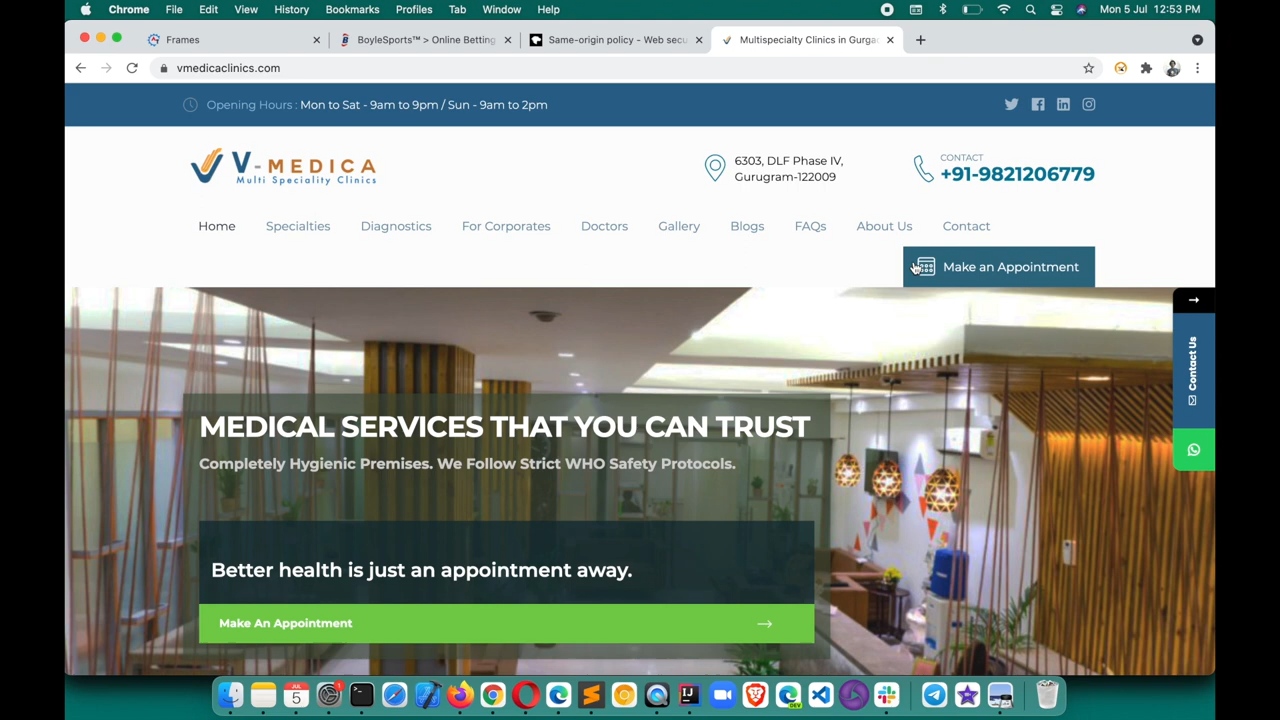 Chrome File Edit View History Bookmarks Profiles Tab Window Help Mon 5 Jul 12:53 PM
Frames BoyleSports™ > Online Betting Same-origin policy - Web secu Multispecialty Clinics in Gurga
vmedicaclinics.com
Opening Hours : Mon to Sat - 9am to 9pm / Sun - 9am to 2pm
V-MEDICA
Multi Speciality Clinics
6303, DLF Phase IV,
Gurugram-122009
CONTACT
+91-9821206779
Home Specialties Diagnostics For Corporates Doctors Gallery Blogs FAQs About Us Contact
Make an Appointment
Contact Us
MEDICAL SERVICES THAT YOU CAN TRUST
Completely Hygienic Premises. We Follow Strict WHO Safety Protocols.
Better health is just an appointment away.
Make An Appointment
JUL
5
1
DEV